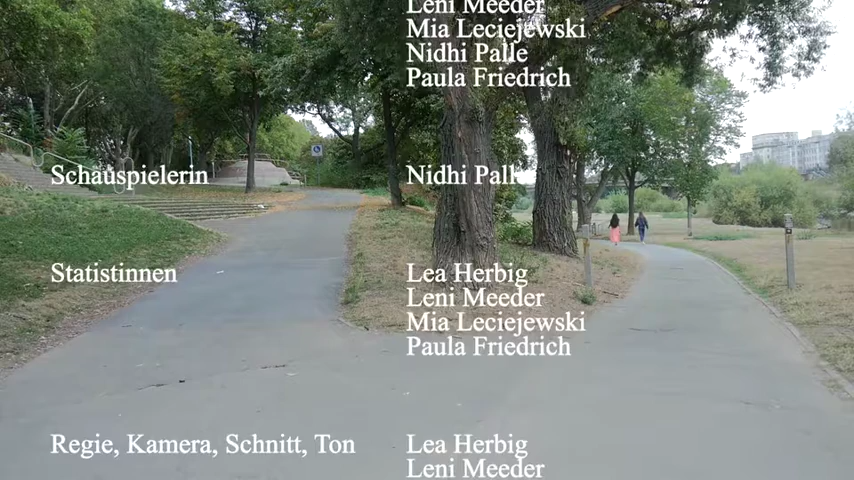 Leni Meeder
Mia Leciejewski
Nidhi Palle
Paula Friedrich
Schauspielerin Nidhi Palle
Statistinnen Lea Herbig
Leni Meeder
Mia Leciejewski
Paula Friedrich
Regie, Kamera, Schnitt, Ton Lea Herbig
Leni Meeder